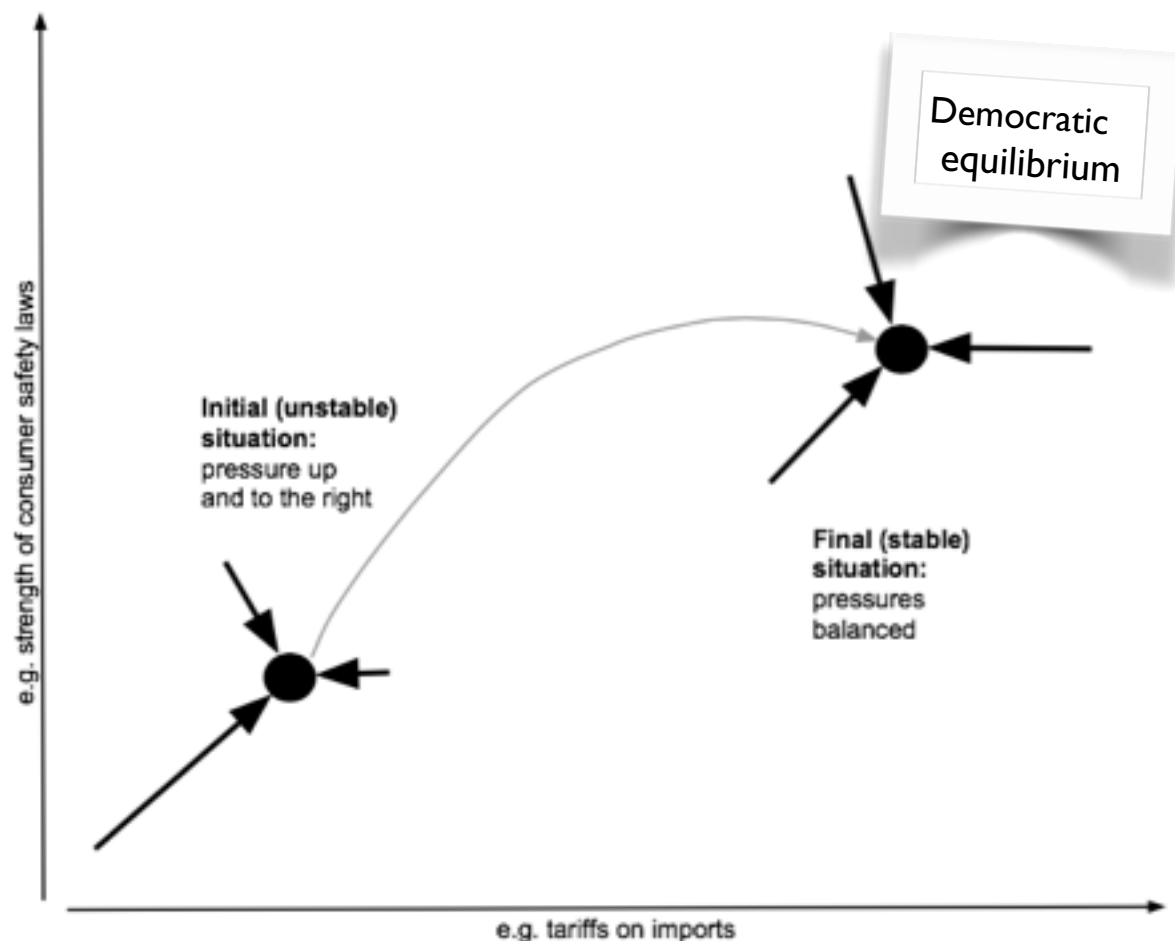 Democratic
equilibrium
e.g. strength of consumer safety laws
Initial (unstable)
situation:
pressure up
and to the right
Final (stable)
situation:
pressures
balanced
e.g. tariffs on imports